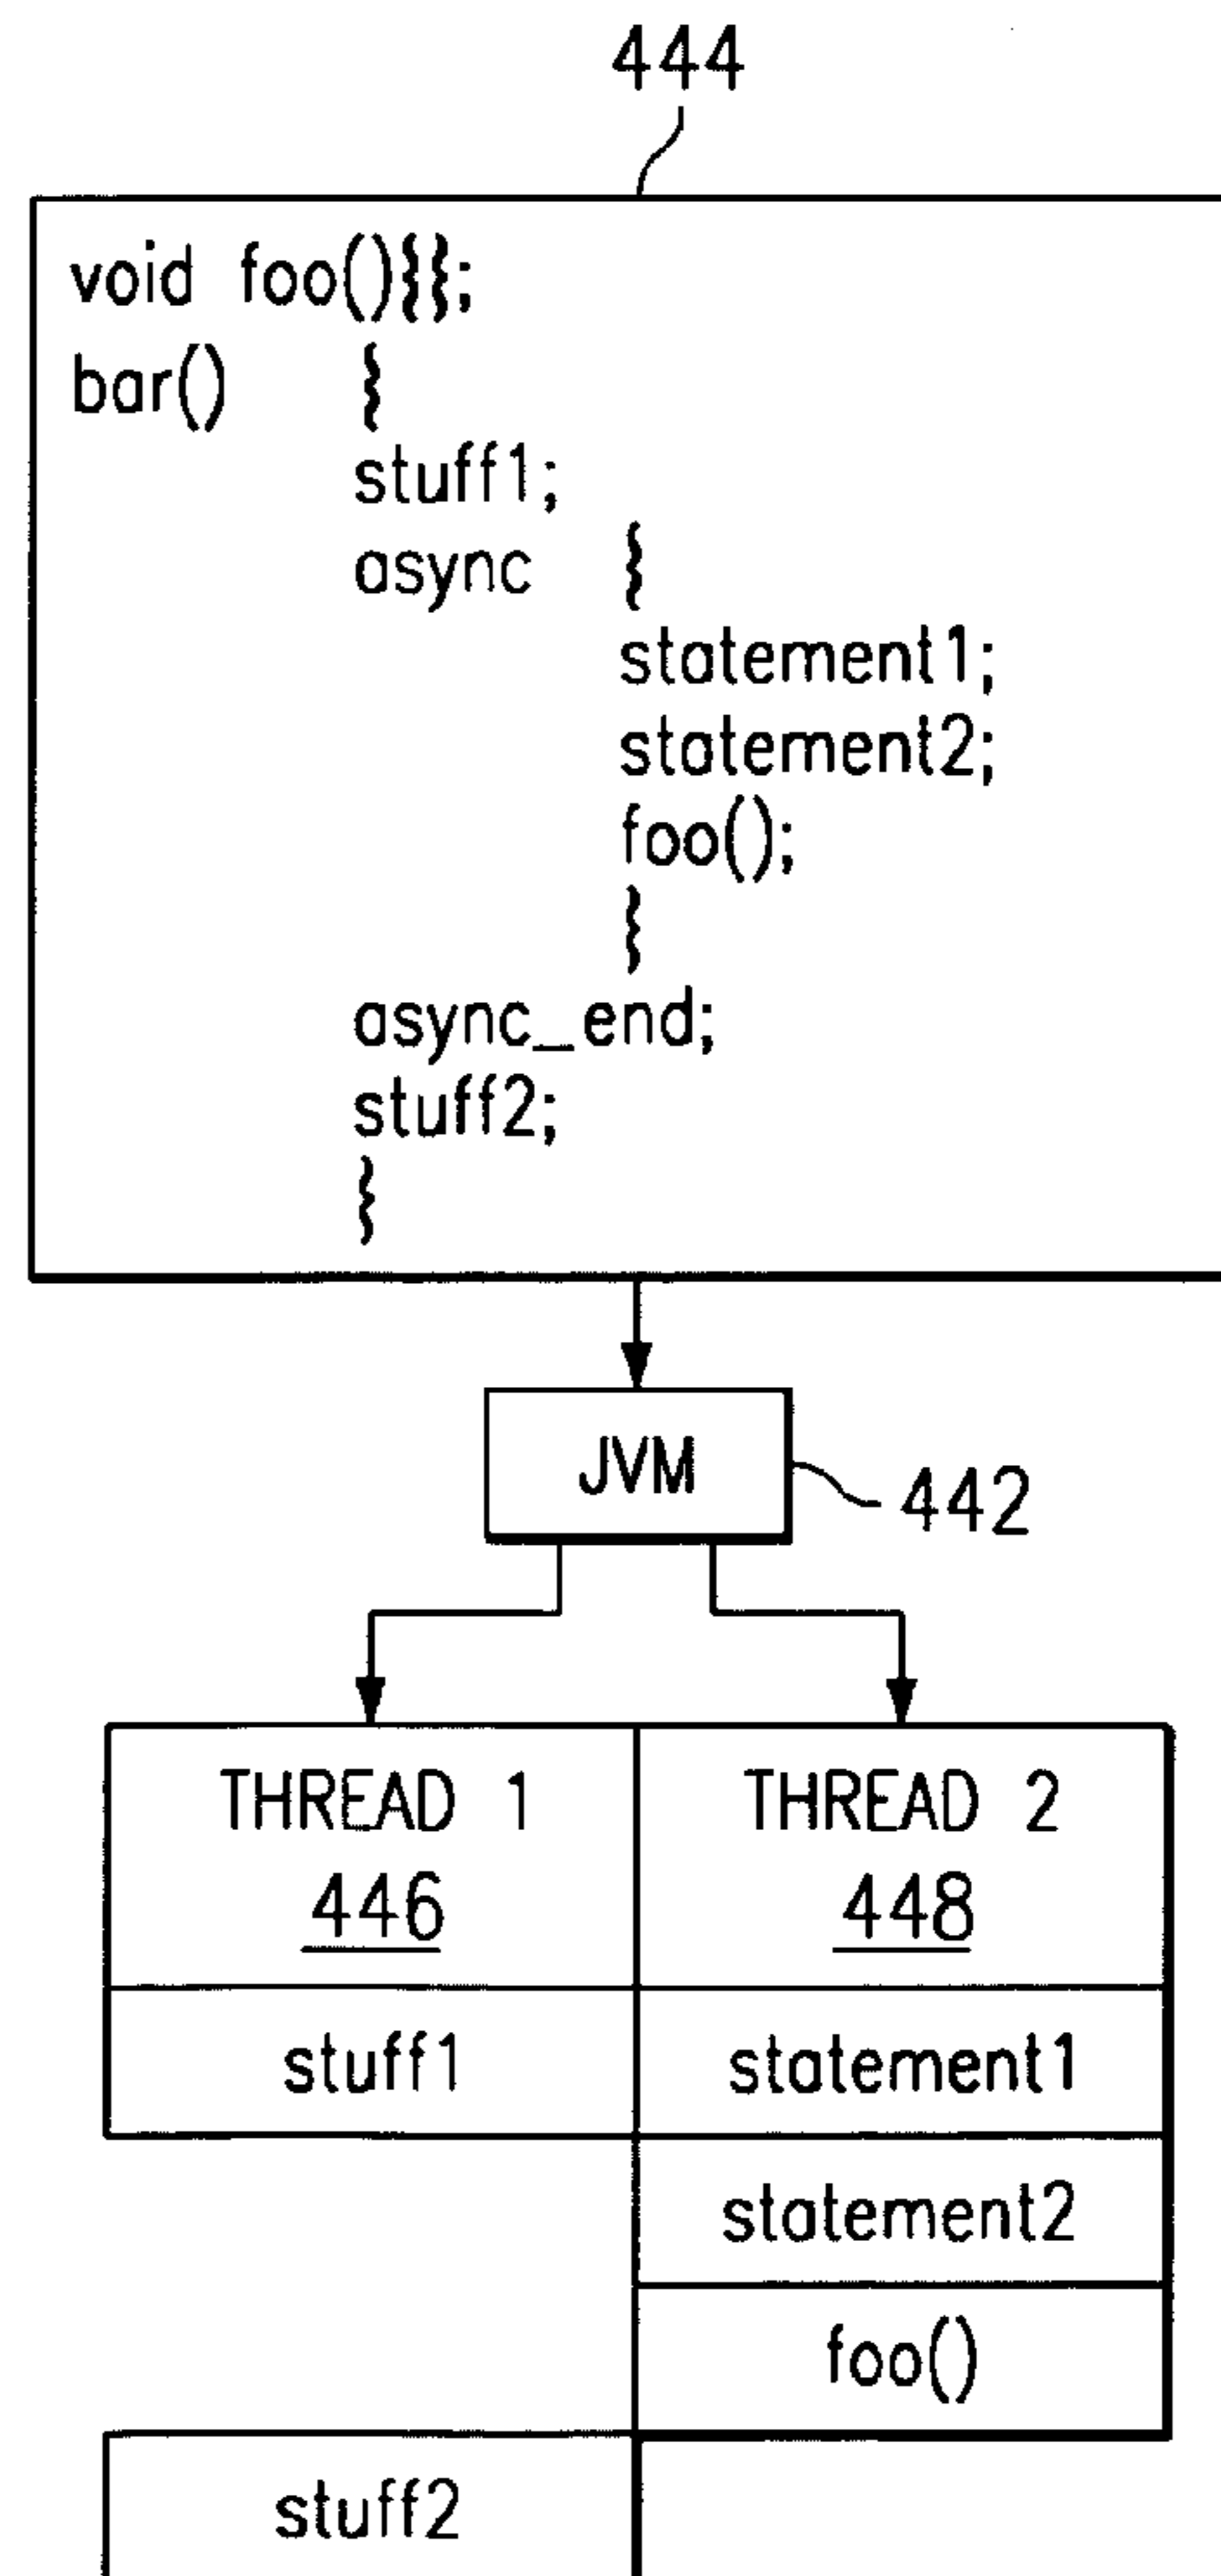 444
void foo(){};
bar() {
stuff1;
async {
statement1;
statement2;
foo();
}
async_end;
stuff2;
}
JVM
442
THREAD 1 THREAD 2
446 448
stuff1 statement1
statement2
foo()
stuff2